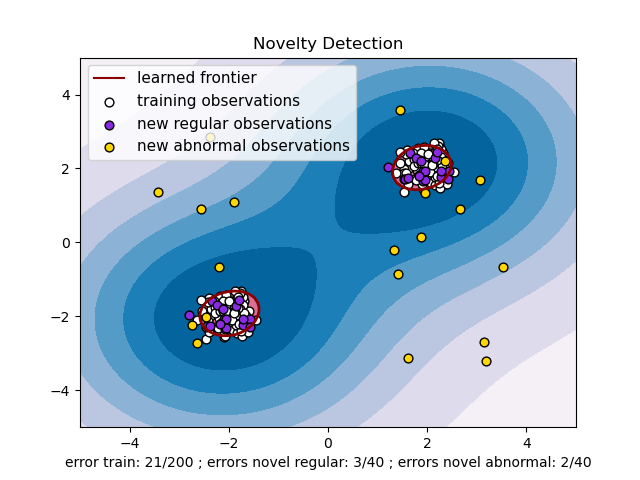 Novelty Detection
learned frontier
training observations
new regular observations
new abnormal observations
4
2
0
−2
−4
−4 −2 0 2 4
error train: 21/200 ; errors novel regular: 3/40 ; errors novel abnormal: 2/40